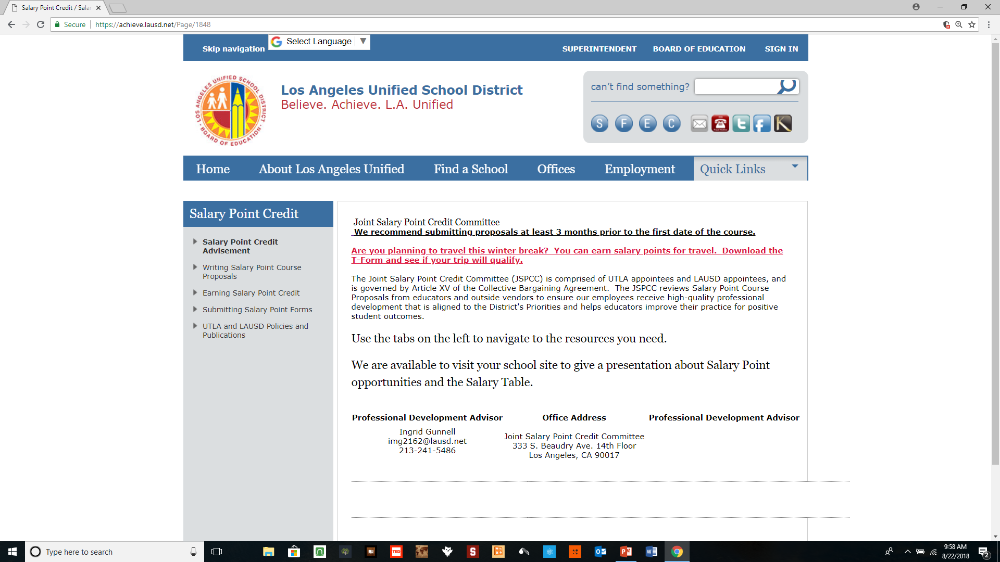 Salary Point Credit / Sala
Secure
https://achieve.lausd.net/Page/1848
Skip navigation
Select Language ▼
SUPERINTENDENT
BOARD OF EDUCATION
SIGN IN
LOS ANGELES UNIFIED SCHOOL DISTRICT
BOARD OF EDUCATION
Los Angeles Unified School District
Believe. Achieve. L.A. Unified
can’t find something?
S F E C
t f K
Home
About Los Angeles Unified
Find a School
Offices
Employment
Quick Links
Salary Point Credit
Salary Point Credit
Advisement
Writing Salary Point Course
Proposals
Earning Salary Point Credit
Submitting Salary Point Forms
UTLA and LAUSD Policies and
Publications
Joint Salary Point Credit Committee
We recommend submitting proposals at least 3 months prior to the first date of the course.
Are you planning to travel this winter break?  You can earn salary points for travel.  Download the
T-Form and see if your trip will qualify.
The Joint Salary Point Credit Committee (JSPCC) is comprised of UTLA appointees and LAUSD appointees, and
is governed by Article XV of the Collective Bargaining Agreement.  The JSPCC reviews Salary Point Course
Proposals from educators and outside vendors to ensure our employees receive high-quality professional
development that is aligned to the District's Priorities and helps educators improve their practice for positive
student outcomes.
Use the tabs on the left to navigate to the resources you need.
We are available to visit your school site to give a presentation about Salary Point
opportunities and the Salary Table.
Professional Development Advisor
Ingrid Gunnell
img2162@lausd.net
213-241-5486
Office Address
Joint Salary Point Credit Committee
333 S. Beaudry Ave. 14th Floor
Los Angeles, CA 90017
Professional Development Advisor
Type here to search
TED
S
9:58 AM
8/22/2018
2